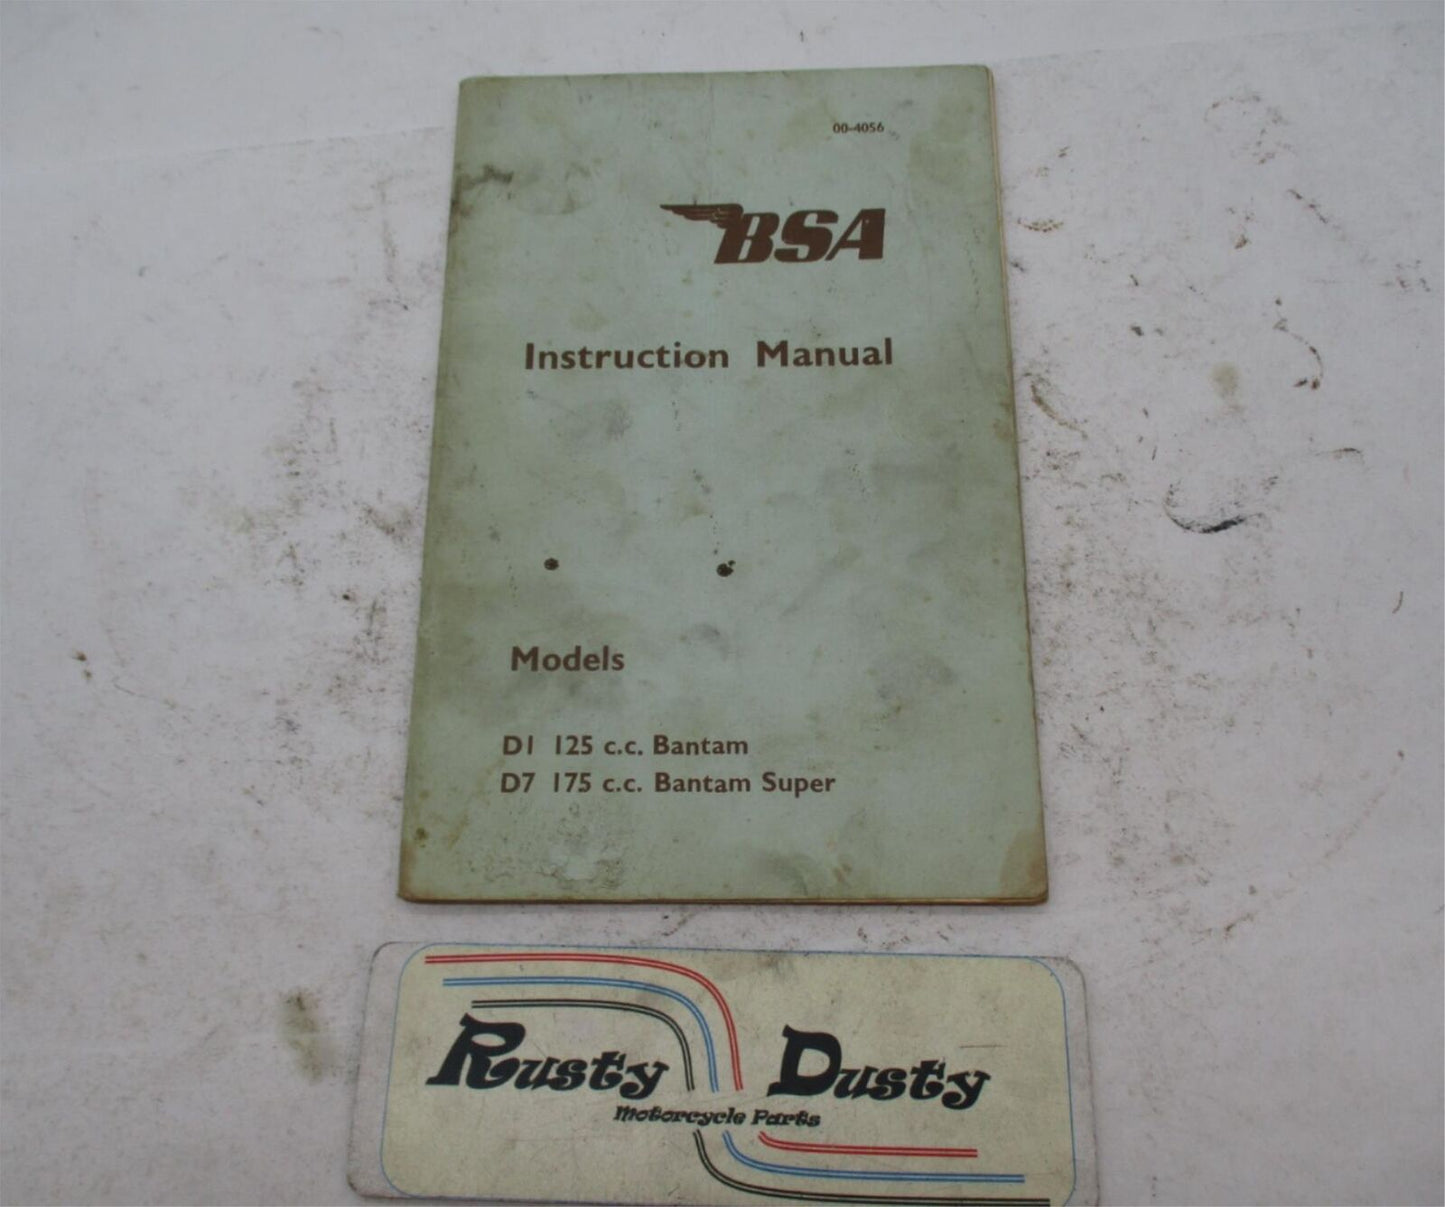 00-4056
BSA
Instruction Manual
Models
D1 125 c.c. Bantam
D7 175 c.c. Bantam Super
Rusty Dusty
Motorcycle Parts